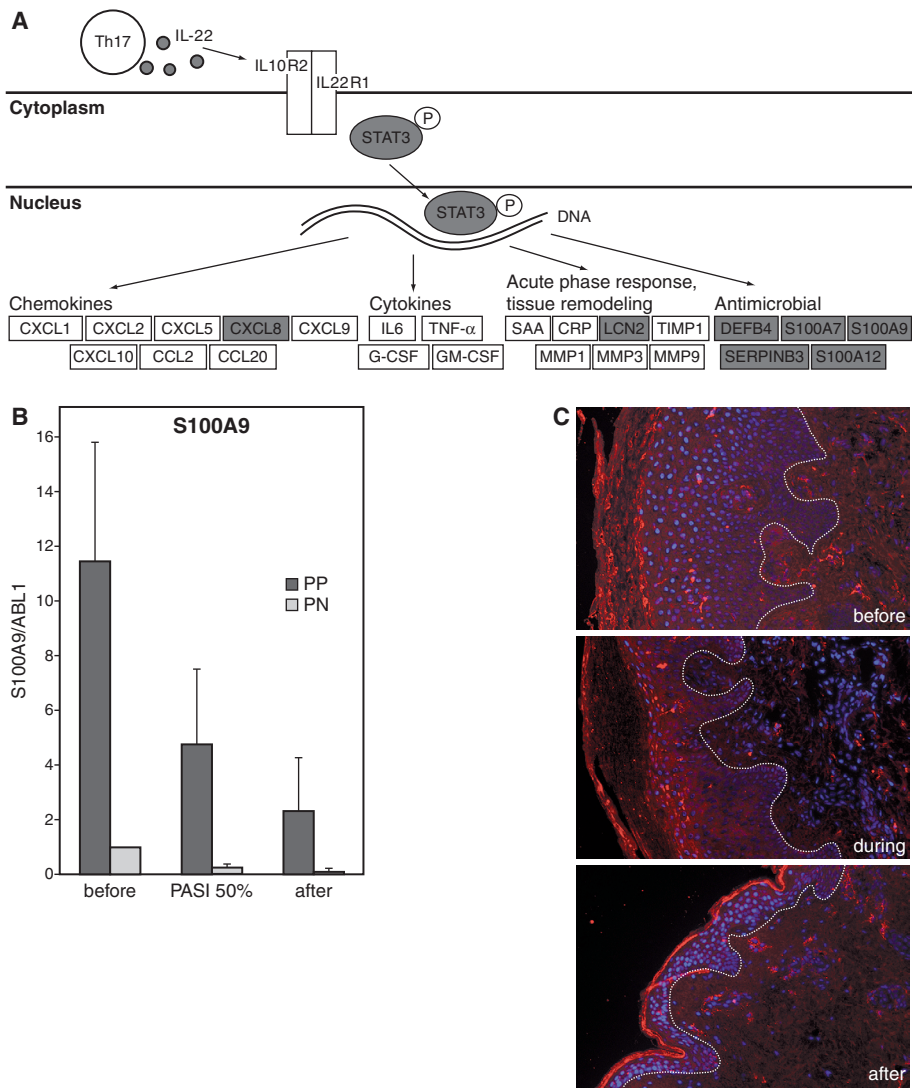 A
Th17
IL-22
IL10R2
IL22R1
Cytoplasm
STAT3
P
Nucleus
STAT3
P
DNA
Chemokines
CXCL1 CXCL2 CXCL5 CXCL8 CXCL9
CXCL10 CCL2 CCL20
Cytokines
IL6 TNF-α
G-CSF GM-CSF
Acute phase response,
tissue remodeling
SAA CRP LCN2 TIMP1
MMP1 MMP3 MMP9
Antimicrobial
DEFB4 S100A7 S100A9
SERPINB3 S100A12
B
S100A9
S100A9/ABL1
16
14
12
10
8
6
4
2
0
PP
PN
before PASI 50% after
C
before
during
after